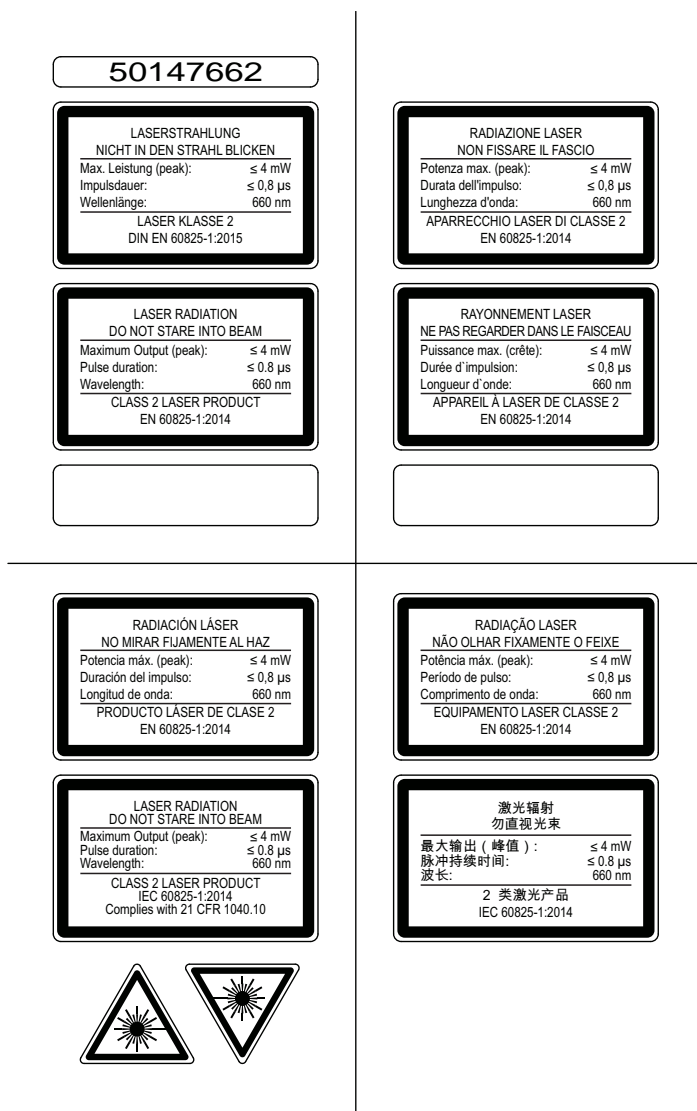 50147662
LASERSTRAHLUNG
NICHT IN DEN STRAHL BLICKEN
Max. Leistung (peak): ≤ 4 mW
Impulsdauer: ≤ 0,8 µs
Wellenlänge: 660 nm
LASER KLASSE 2
DIN EN 60825-1:2015
RADIAZIONE LASER
NON FISSARE IL FASCIO
Potenza max. (peak): ≤ 4 mW
Durata dell'impulso: ≤ 0,8 µs
Lunghezza d'onda: 660 nm
APARRECCHIO LASER DI CLASSE 2
EN 60825-1:2014
LASER RADIATION
DO NOT STARE INTO BEAM
Maximum Output (peak): ≤ 4 mW
Pulse duration: ≤ 0.8 µs
Wavelength: 660 nm
CLASS 2 LASER PRODUCT
EN 60825-1:2014
RAYONNEMENT LASER
NE PAS REGARDER DANS LE FAISCEAU
Puissance max. (crête): ≤ 4 mW
Durée d`impulsion: ≤ 0,8 µs
Longueur d`onde: 660 nm
APPAREIL À LASER DE CLASSE 2
EN 60825-1:2014
RADIACIÓN LÁSER
NO MIRAR FIJAMENTE AL HAZ
Potencia máx. (peak): ≤ 4 mW
Duración del impulso: ≤ 0,8 µs
Longitud de onda: 660 nm
PRODUCTO LÁSER DE CLASE 2
EN 60825-1:2014
RADIAÇÃO LASER
NÃO OLHAR FIXAMENTE O FEIXE
Potência máx. (peak): ≤ 4 mW
Período de pulso: ≤ 0,8 µs
Comprimento de onda: 660 nm
EQUIPAMENTO LASER CLASSE 2
EN 60825-1:2014
LASER RADIATION
DO NOT STARE INTO BEAM
Maximum Output (peak): ≤ 4 mW
Pulse duration: ≤ 0.8 µs
Wavelength: 660 nm
CLASS 2 LASER PRODUCT
IEC 60825-1:2014
Complies with 21 CFR 1040.10
激光辐射
勿直视光束
最大输出（峰值）: ≤ 4 mW
脉冲持续时间: ≤ 0.8 µs
波长: 660 nm
2 类激光产品
IEC 60825-1:2014